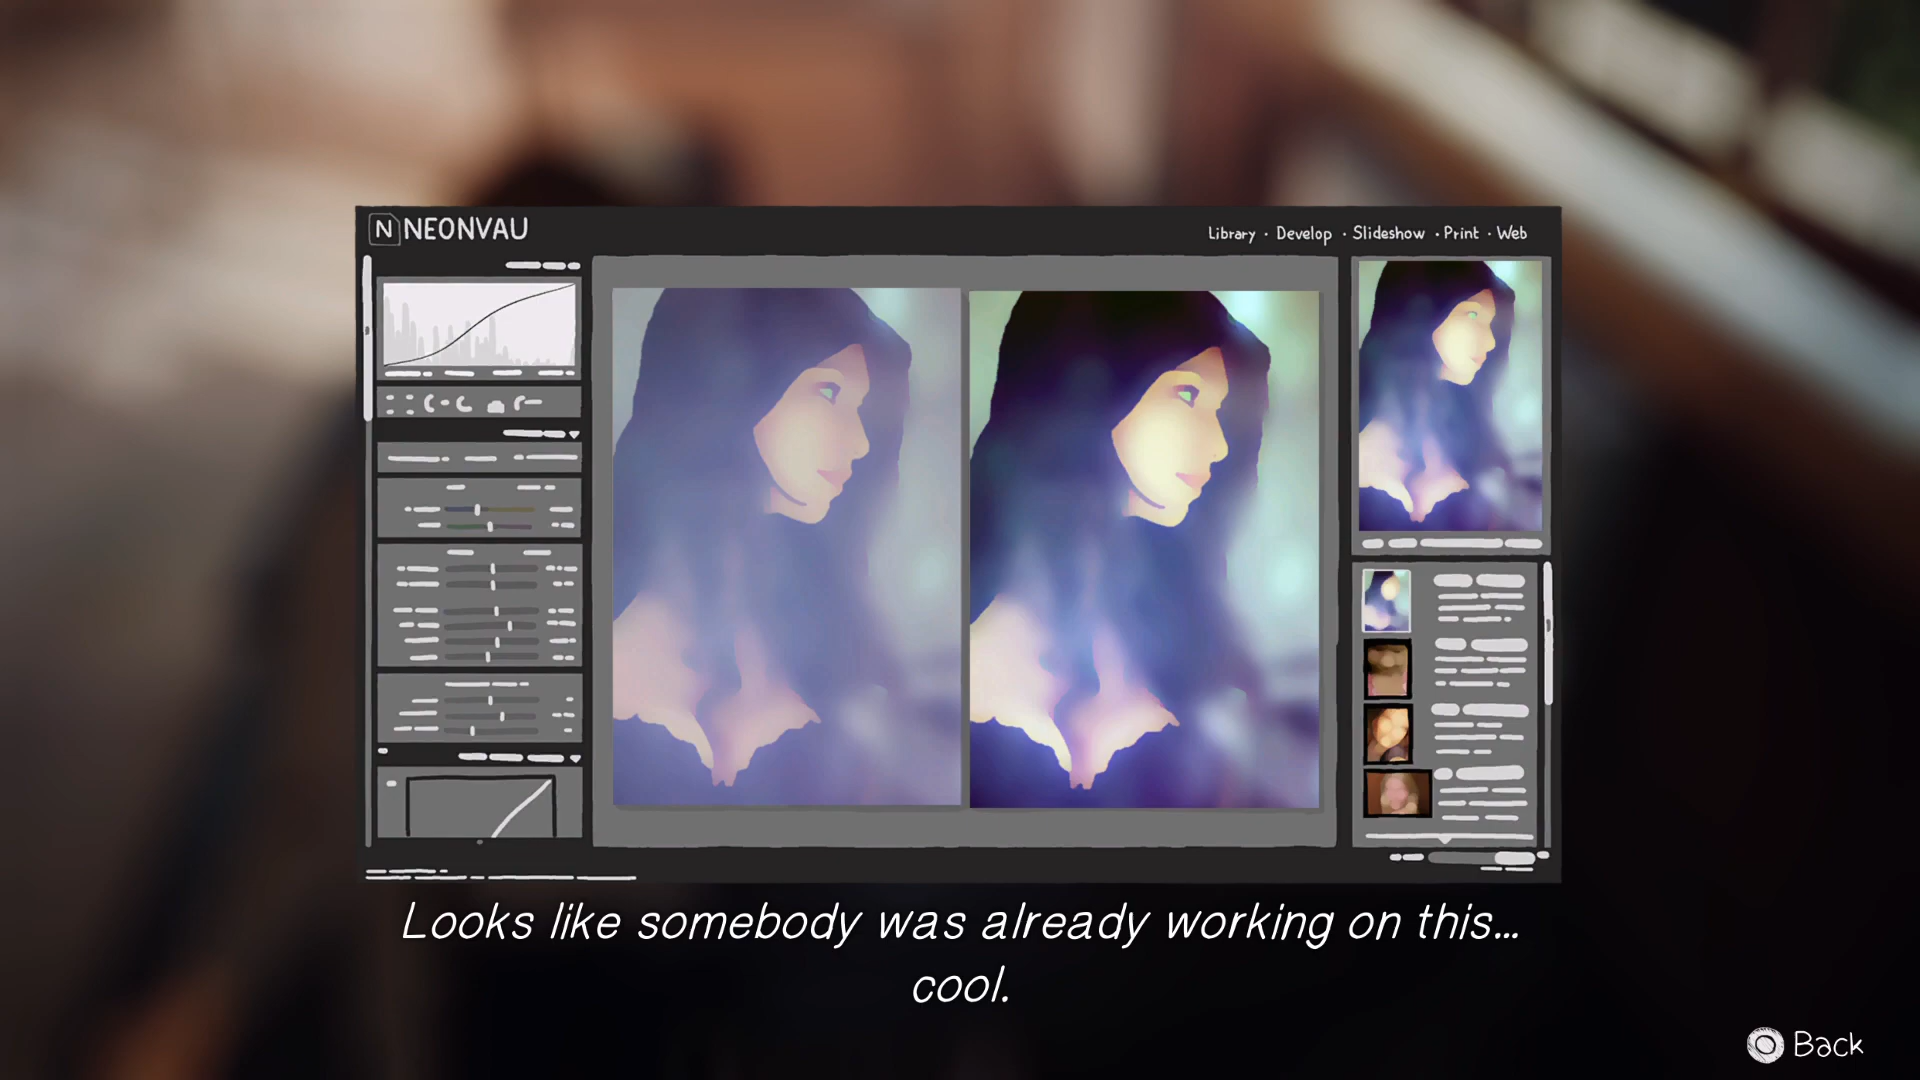 N NEONVAU
Library · Develop · Slideshow · Print · Web
Looks like somebody was already working on this...
cool.
Back